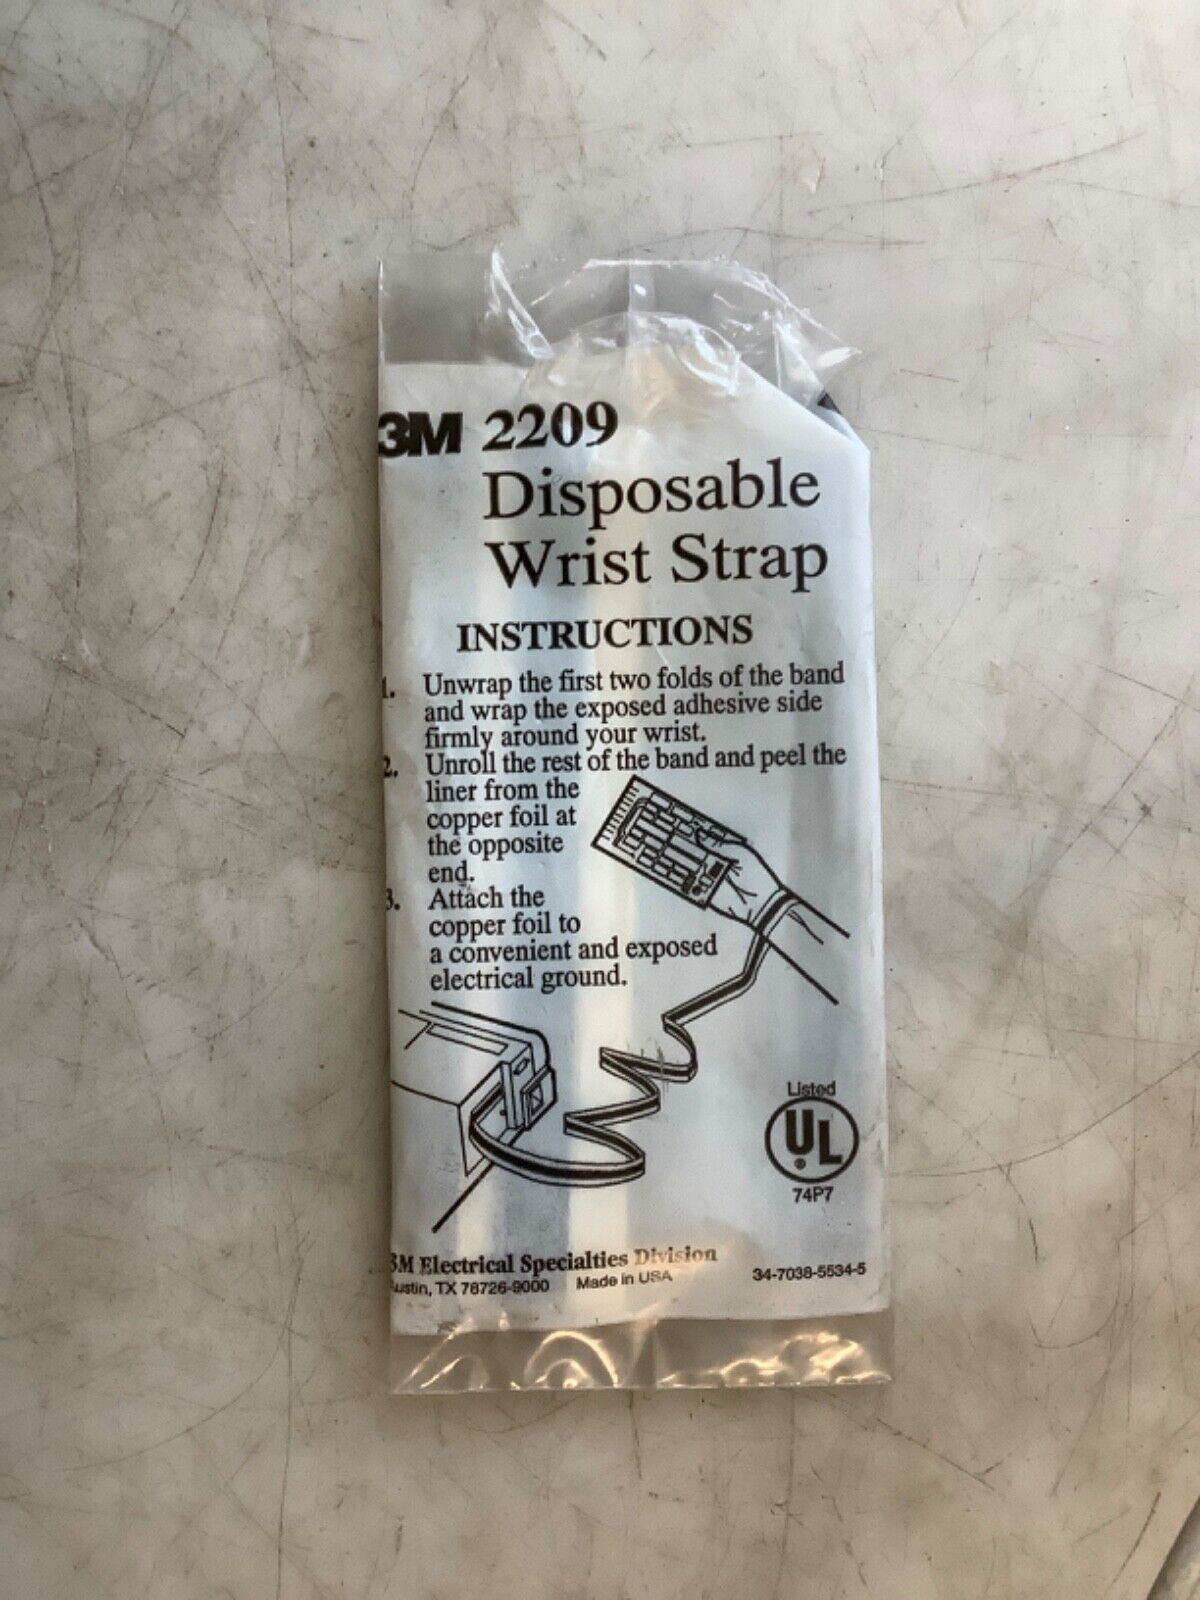 3M 2209
Disposable
Wrist Strap
INSTRUCTIONS
1. Unwrap the first two folds of the band
and wrap the exposed adhesive side
firmly around your wrist.
2. Unroll the rest of the band and peel the
liner from the
copper foil at
the opposite
end.
3. Attach the
copper foil to
a convenient and exposed
electrical ground.
Listed
UL
®
74P7
3M Electrical Specialties Division
Austin, TX 78726-9000 Made in USA
34-7038-5534-5